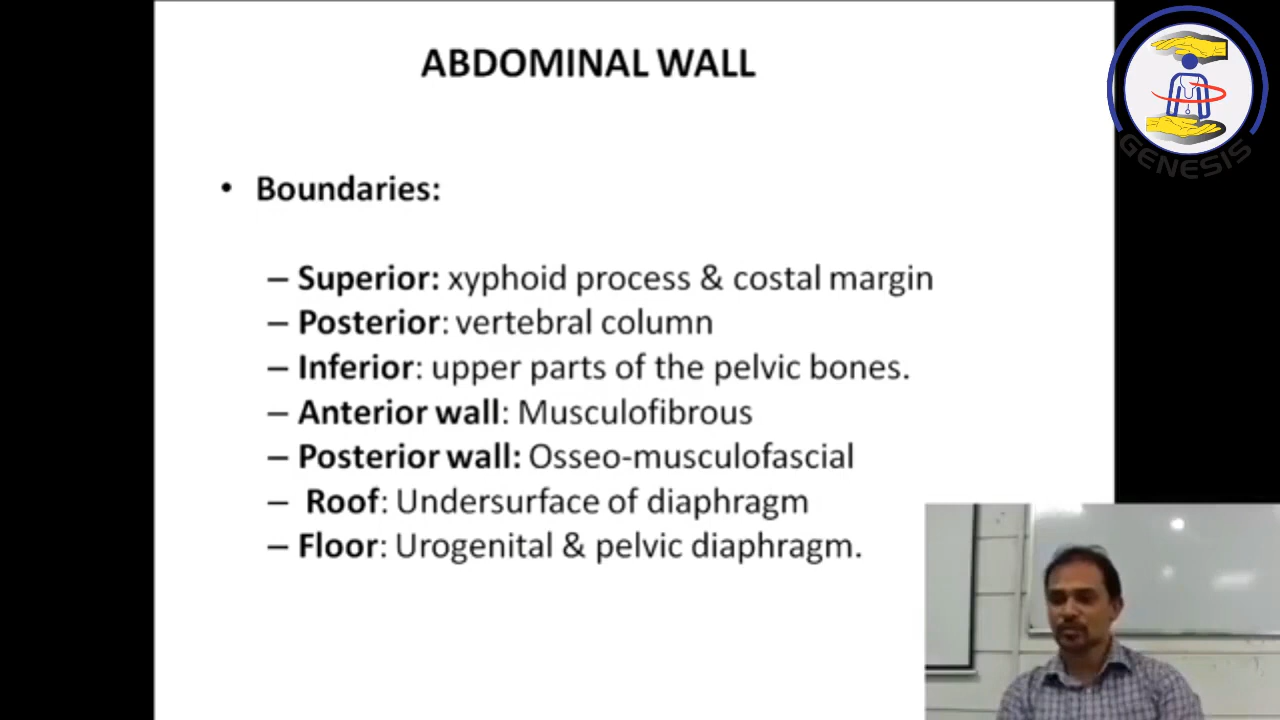 ABDOMINAL WALL
• Boundaries:
– Superior: xyphoid process & costal margin
– Posterior: vertebral column
– Inferior: upper parts of the pelvic bones.
– Anterior wall: Musculofibrous
– Posterior wall: Osseo-musculofascial
– Roof: Undersurface of diaphragm
– Floor: Urogenital & pelvic diaphragm.
GENESIS